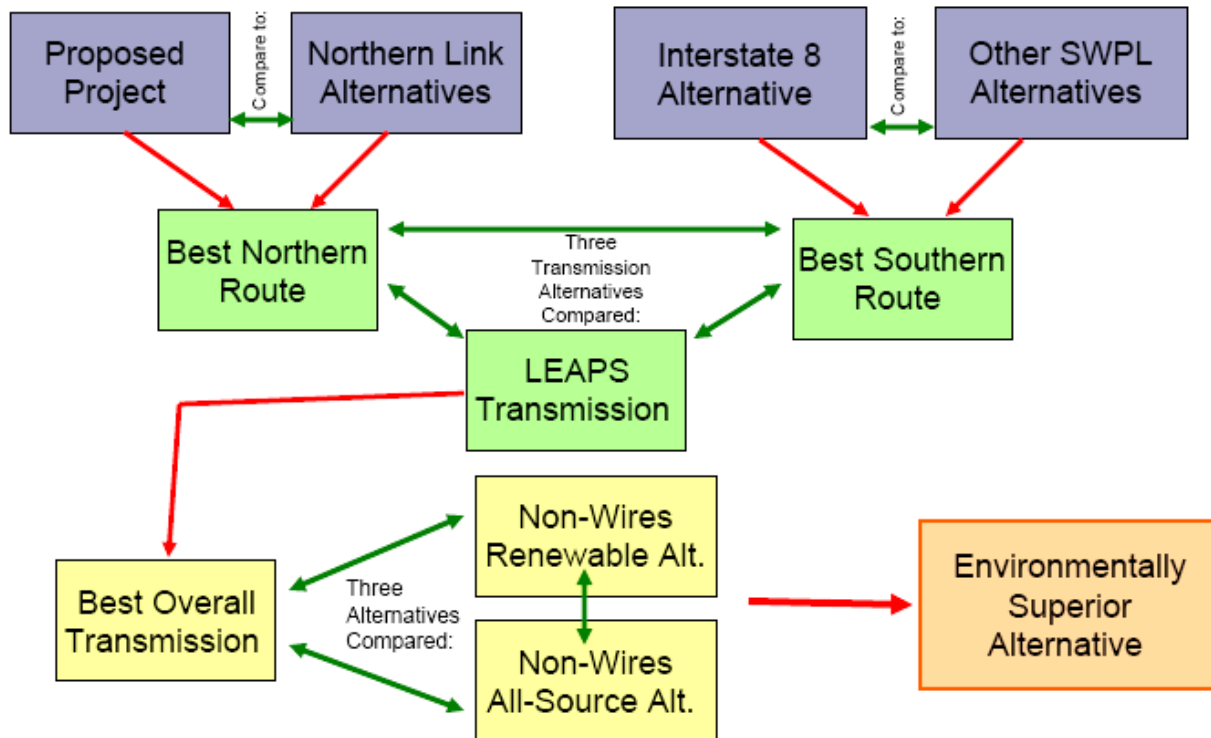 Proposed
Project
Compare to:
Northern Link
Alternatives
Interstate 8
Alternative
Compare to:
Other SWPL
Alternatives
Best Northern
Route
Three
Transmission
Alternatives
Compared:
Best Southern
Route
LEAPS
Transmission
Best Overall
Transmission
Three
Alternatives
Compared:
Non-Wires
Renewable Alt.
Non-Wires
All-Source Alt.
Environmentally
Superior
Alternative